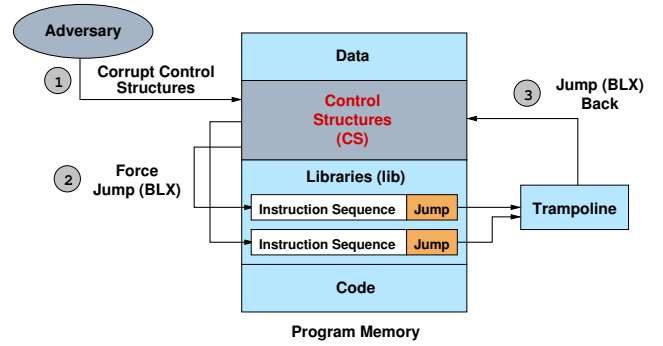 Adversary
1
Corrupt Control
Structures
Data
Control
Structures
(CS)
3
Jump (BLX)
Back
2
Force
Jump (BLX)
Libraries (lib)
Instruction Sequence
Jump
Instruction Sequence
Jump
Trampoline
Code
Program Memory